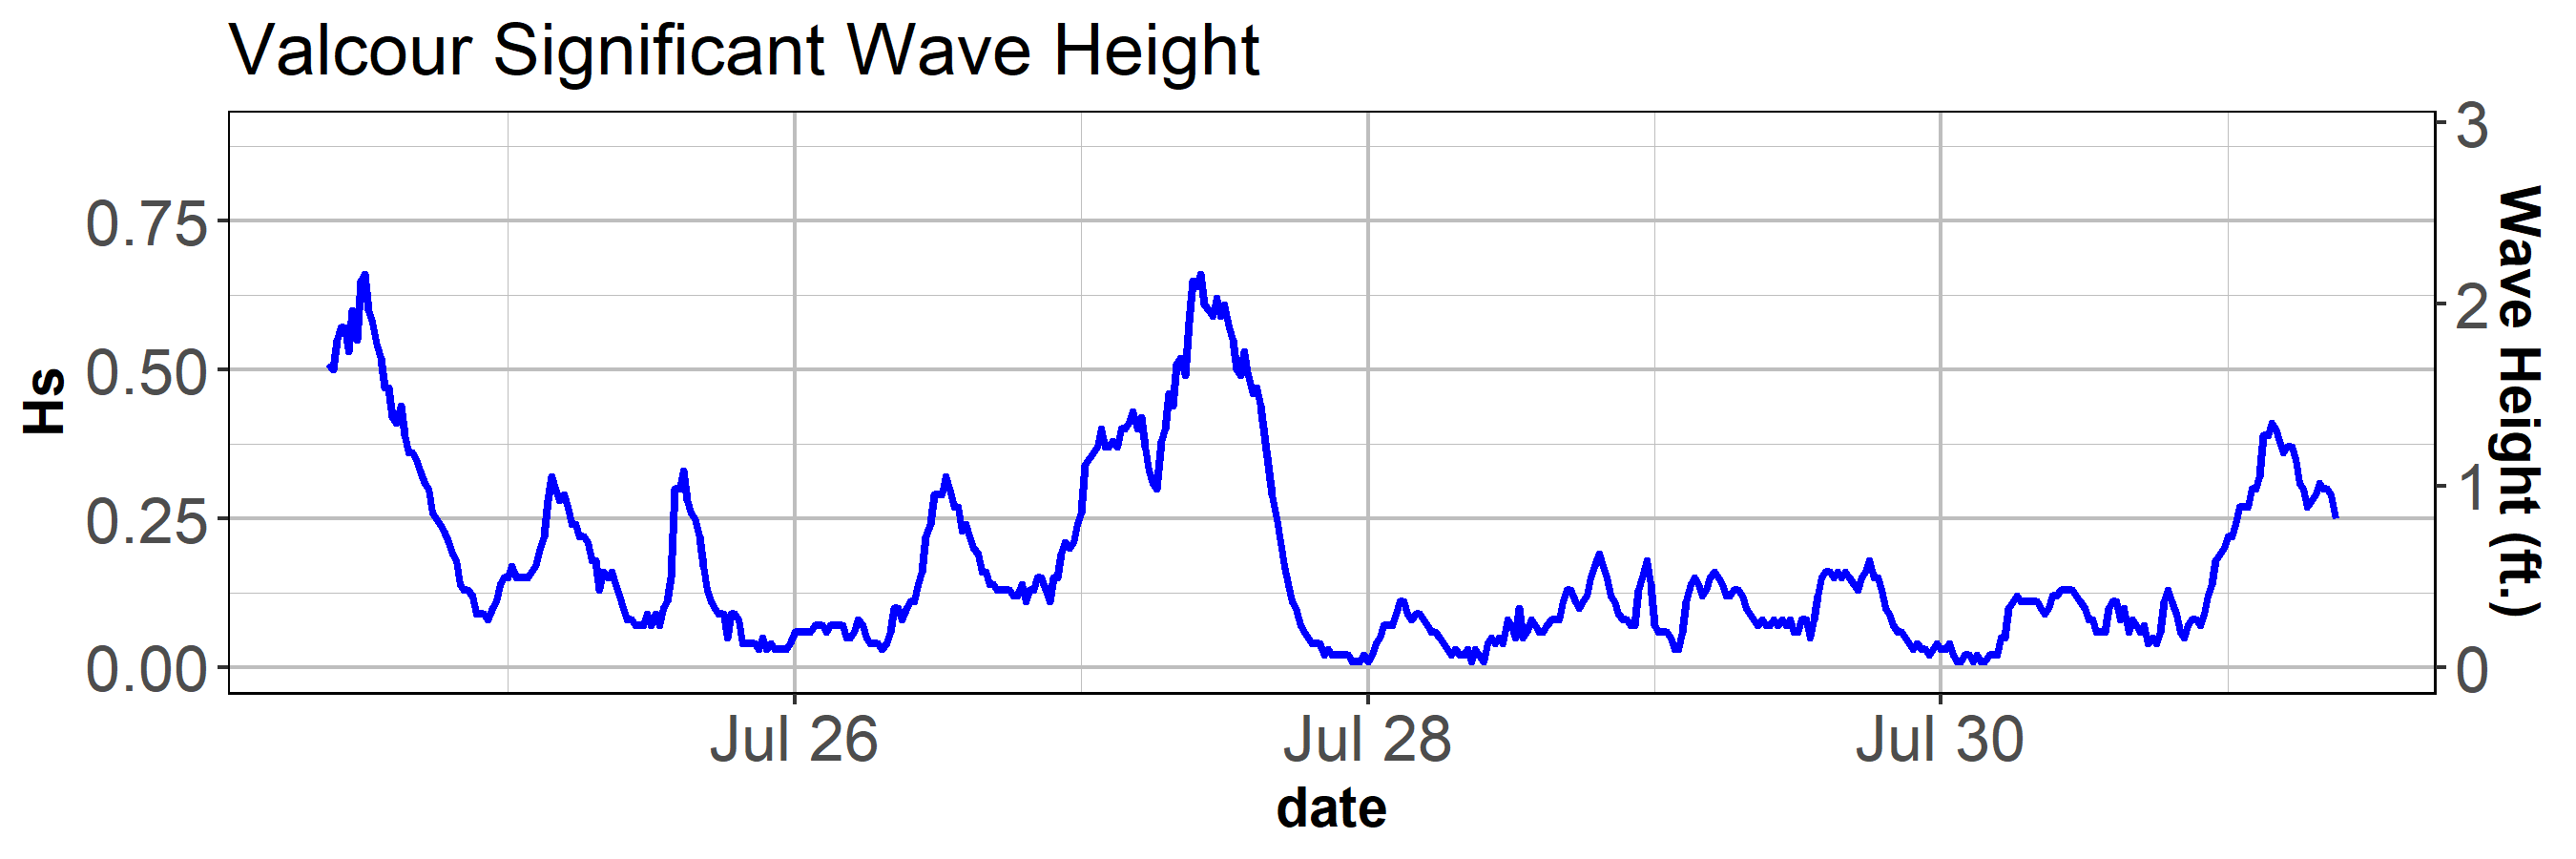 Valcour Significant Wave Height
Hs
0.75
0.50
0.25
0.00
3
2
1
0
Wave Height (ft.)
Jul 26
Jul 28
Jul 30
date